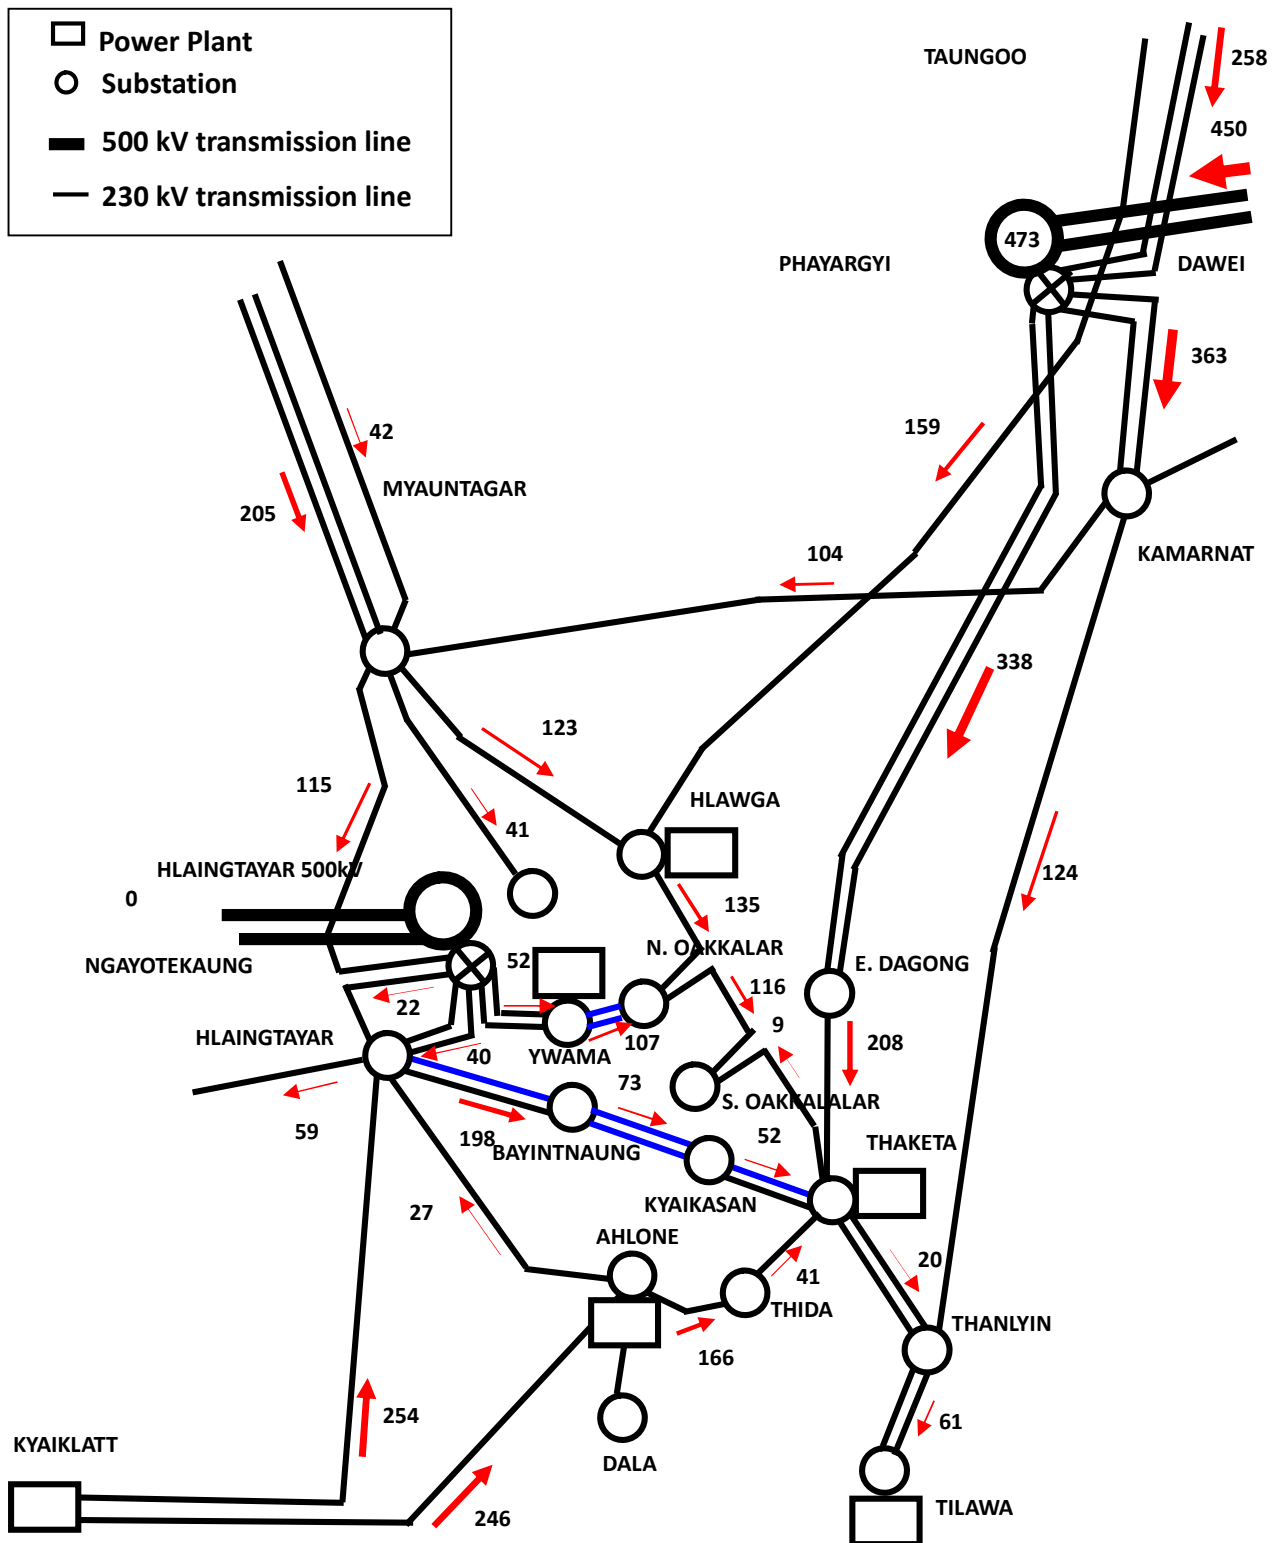 Power Plant
Substation
500 kV transmission line
230 kV transmission line
TAUNGOO
258
450
473
PHAYARGYI
DAWEI
363
159
42
MYAUNTAGAR
205
104
KAMARNAT
338
123
115
HLAWGA
41
HLAINGTAYAR 500kV
124
0
135
N. OAKKALAR
52
NGAYOTEKAUNG
E. DAGONG
116
22
9
HLAINGTAYAR
107
208
40
YWAMA
73
S. OAKKALALAR
59
198
52
BAYINTNAUNG
THAKETA
KYAIKASAN
27
AHLONE
20
41
THIDA
THANLYIN
166
254
61
KYAIKLATT
DALA
246
TILAWA